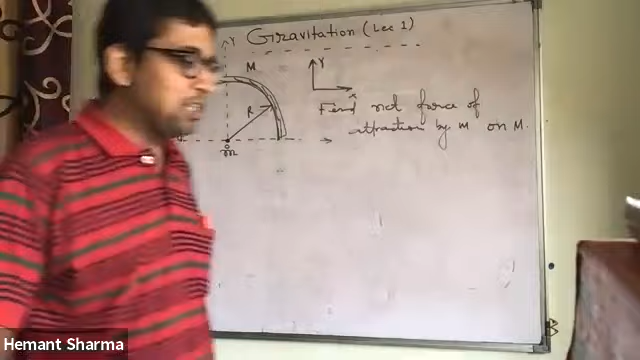 Gravitation (Lec 1)
Y
M
Y
x
R
Find net force of
attraction by m on M.
m
Hemant Sharma